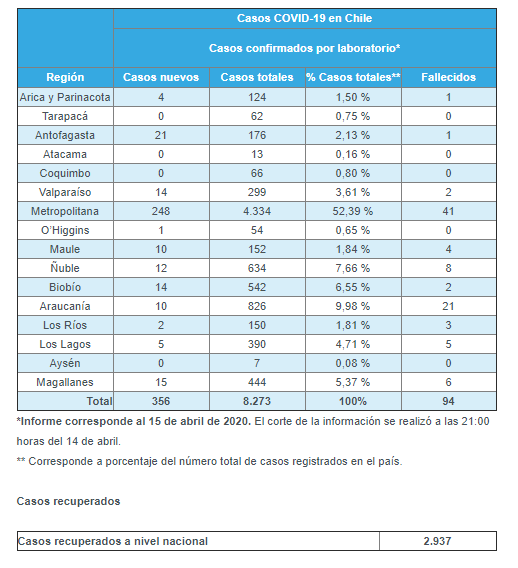 Casos COVID-19 en Chile
Casos confirmados por laboratorio*
Región Casos nuevos Casos totales % Casos totales** Fallecidos
Arica y Parinacota 4 124 1,50 % 1
Tarapacá 0 62 0,75 % 0
Antofagasta 21 176 2,13 % 1
Atacama 0 13 0,16 % 0
Coquimbo 0 66 0,80 % 0
Valparaíso 14 299 3,61 % 2
Metropolitana 248 4.334 52,39 % 41
O'Higgins 1 54 0,65 % 0
Maule 10 152 1,84 % 4
Ñuble 12 634 7,66 % 8
Biobío 14 542 6,55 % 2
Araucanía 10 826 9,98 % 21
Los Ríos 2 150 1,81 % 3
Los Lagos 5 390 4,71 % 5
Aysén 0 7 0,08 % 0
Magallanes 15 444 5,37 % 6
Total 356 8.273 100% 94
*Informe corresponde al 15 de abril de 2020. El corte de la información se realizó a las 21:00
horas del 14 de abril.
** Corresponde a porcentaje del número total de casos registrados en el país.
Casos recuperados
Casos recuperados a nivel nacional 2.937